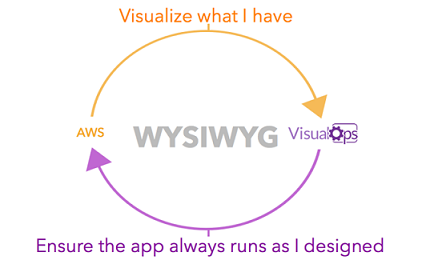 Visualize what I have
AWS WYSIWYG VisualOps
Ensure the app always runs as I designed